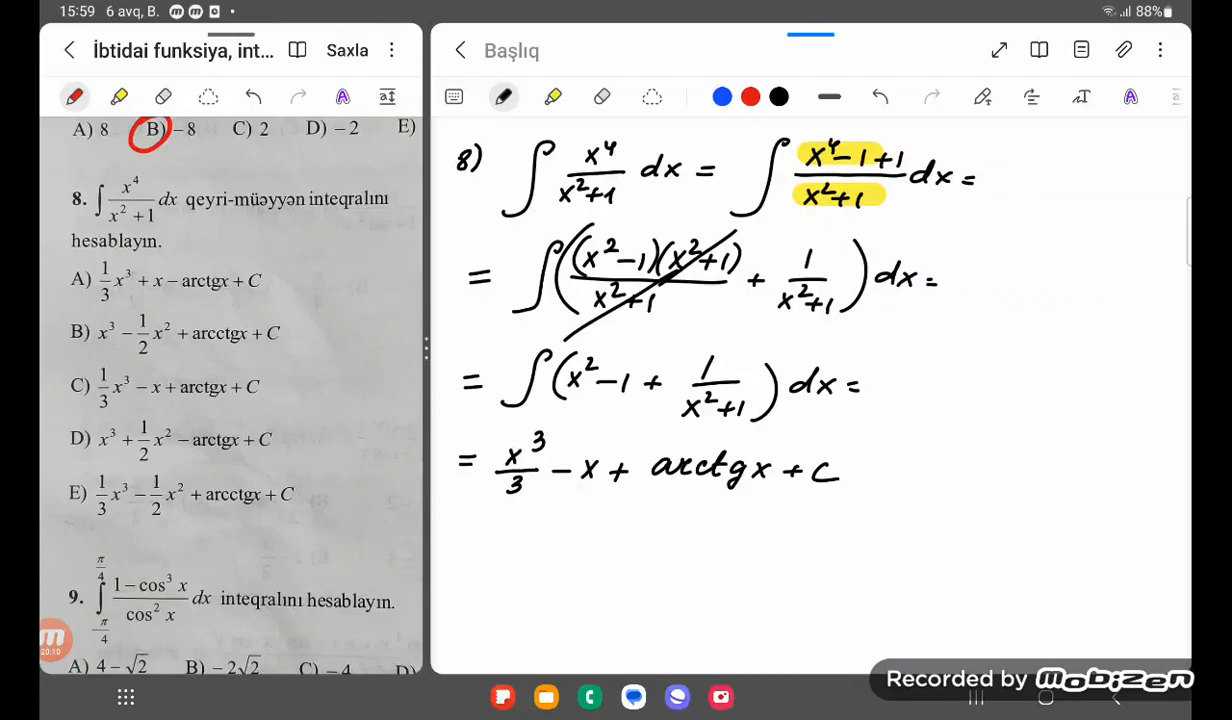 15:59 6 avq, B. 88%
İbtidai funksiya, int... Saxla
A) 8 B) −8 C) 2 D) −2 E)
8. ∫ x⁴/(x² + 1) dx qeyri-müəyyən inteqralını
hesablayın.
A) 1/3 x³ + x − arctgx + C
B) x³ − 1/2 x² + arcctgx + C
C) 1/3 x³ − x + arctgx + C
D) x³ + 1/2 x² − arctgx + C
E) 1/3 x³ − 1/2 x² + arcctgx + C
9. ∫_{−π/4}^{π/4} (1 − cos³ x)/(cos² x) dx inteqralını hesablayın.
A) 4 − √2 B) −2√2 C) −4 D)
20:10
Başlıq
8) ∫ x⁴/(x²+1) dx = ∫ (x⁴−1+1)/(x²+1) dx =
= ∫ ((x²−1)(x²+1)/(x²+1) + 1/(x²+1)) dx =
= ∫ (x²−1 + 1/(x²+1)) dx =
= x³/3 − x + arctgx + C
Recorded by mobizen